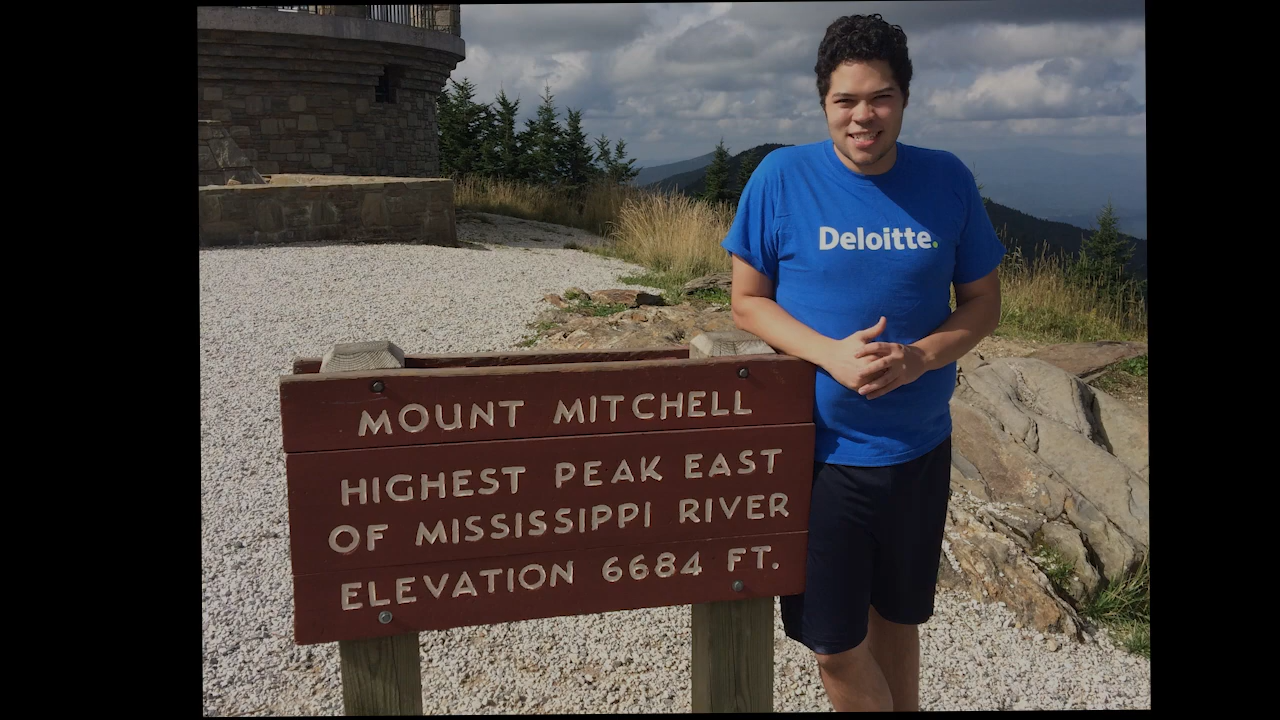 Deloitte.
MOUNT MITCHELL
HIGHEST PEAK EAST
OF MISSISSIPPI RIVER
ELEVATION 6684 FT.